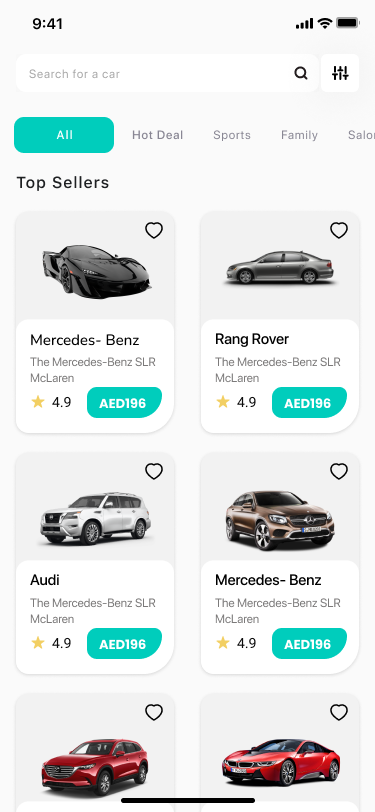 9:41
Search for a car
All
Hot Deal
Sports
Family
Salo
Top Sellers
Mercedes- Benz
The Mercedes-Benz SLR
McLaren
4.9
AED196
Rang Rover
The Mercedes-Benz SLR
McLaren
4.9
AED196
Audi
The Mercedes-Benz SLR
McLaren
4.9
AED196
Mercedes- Benz
The Mercedes-Benz SLR
McLaren
4.9
AED196